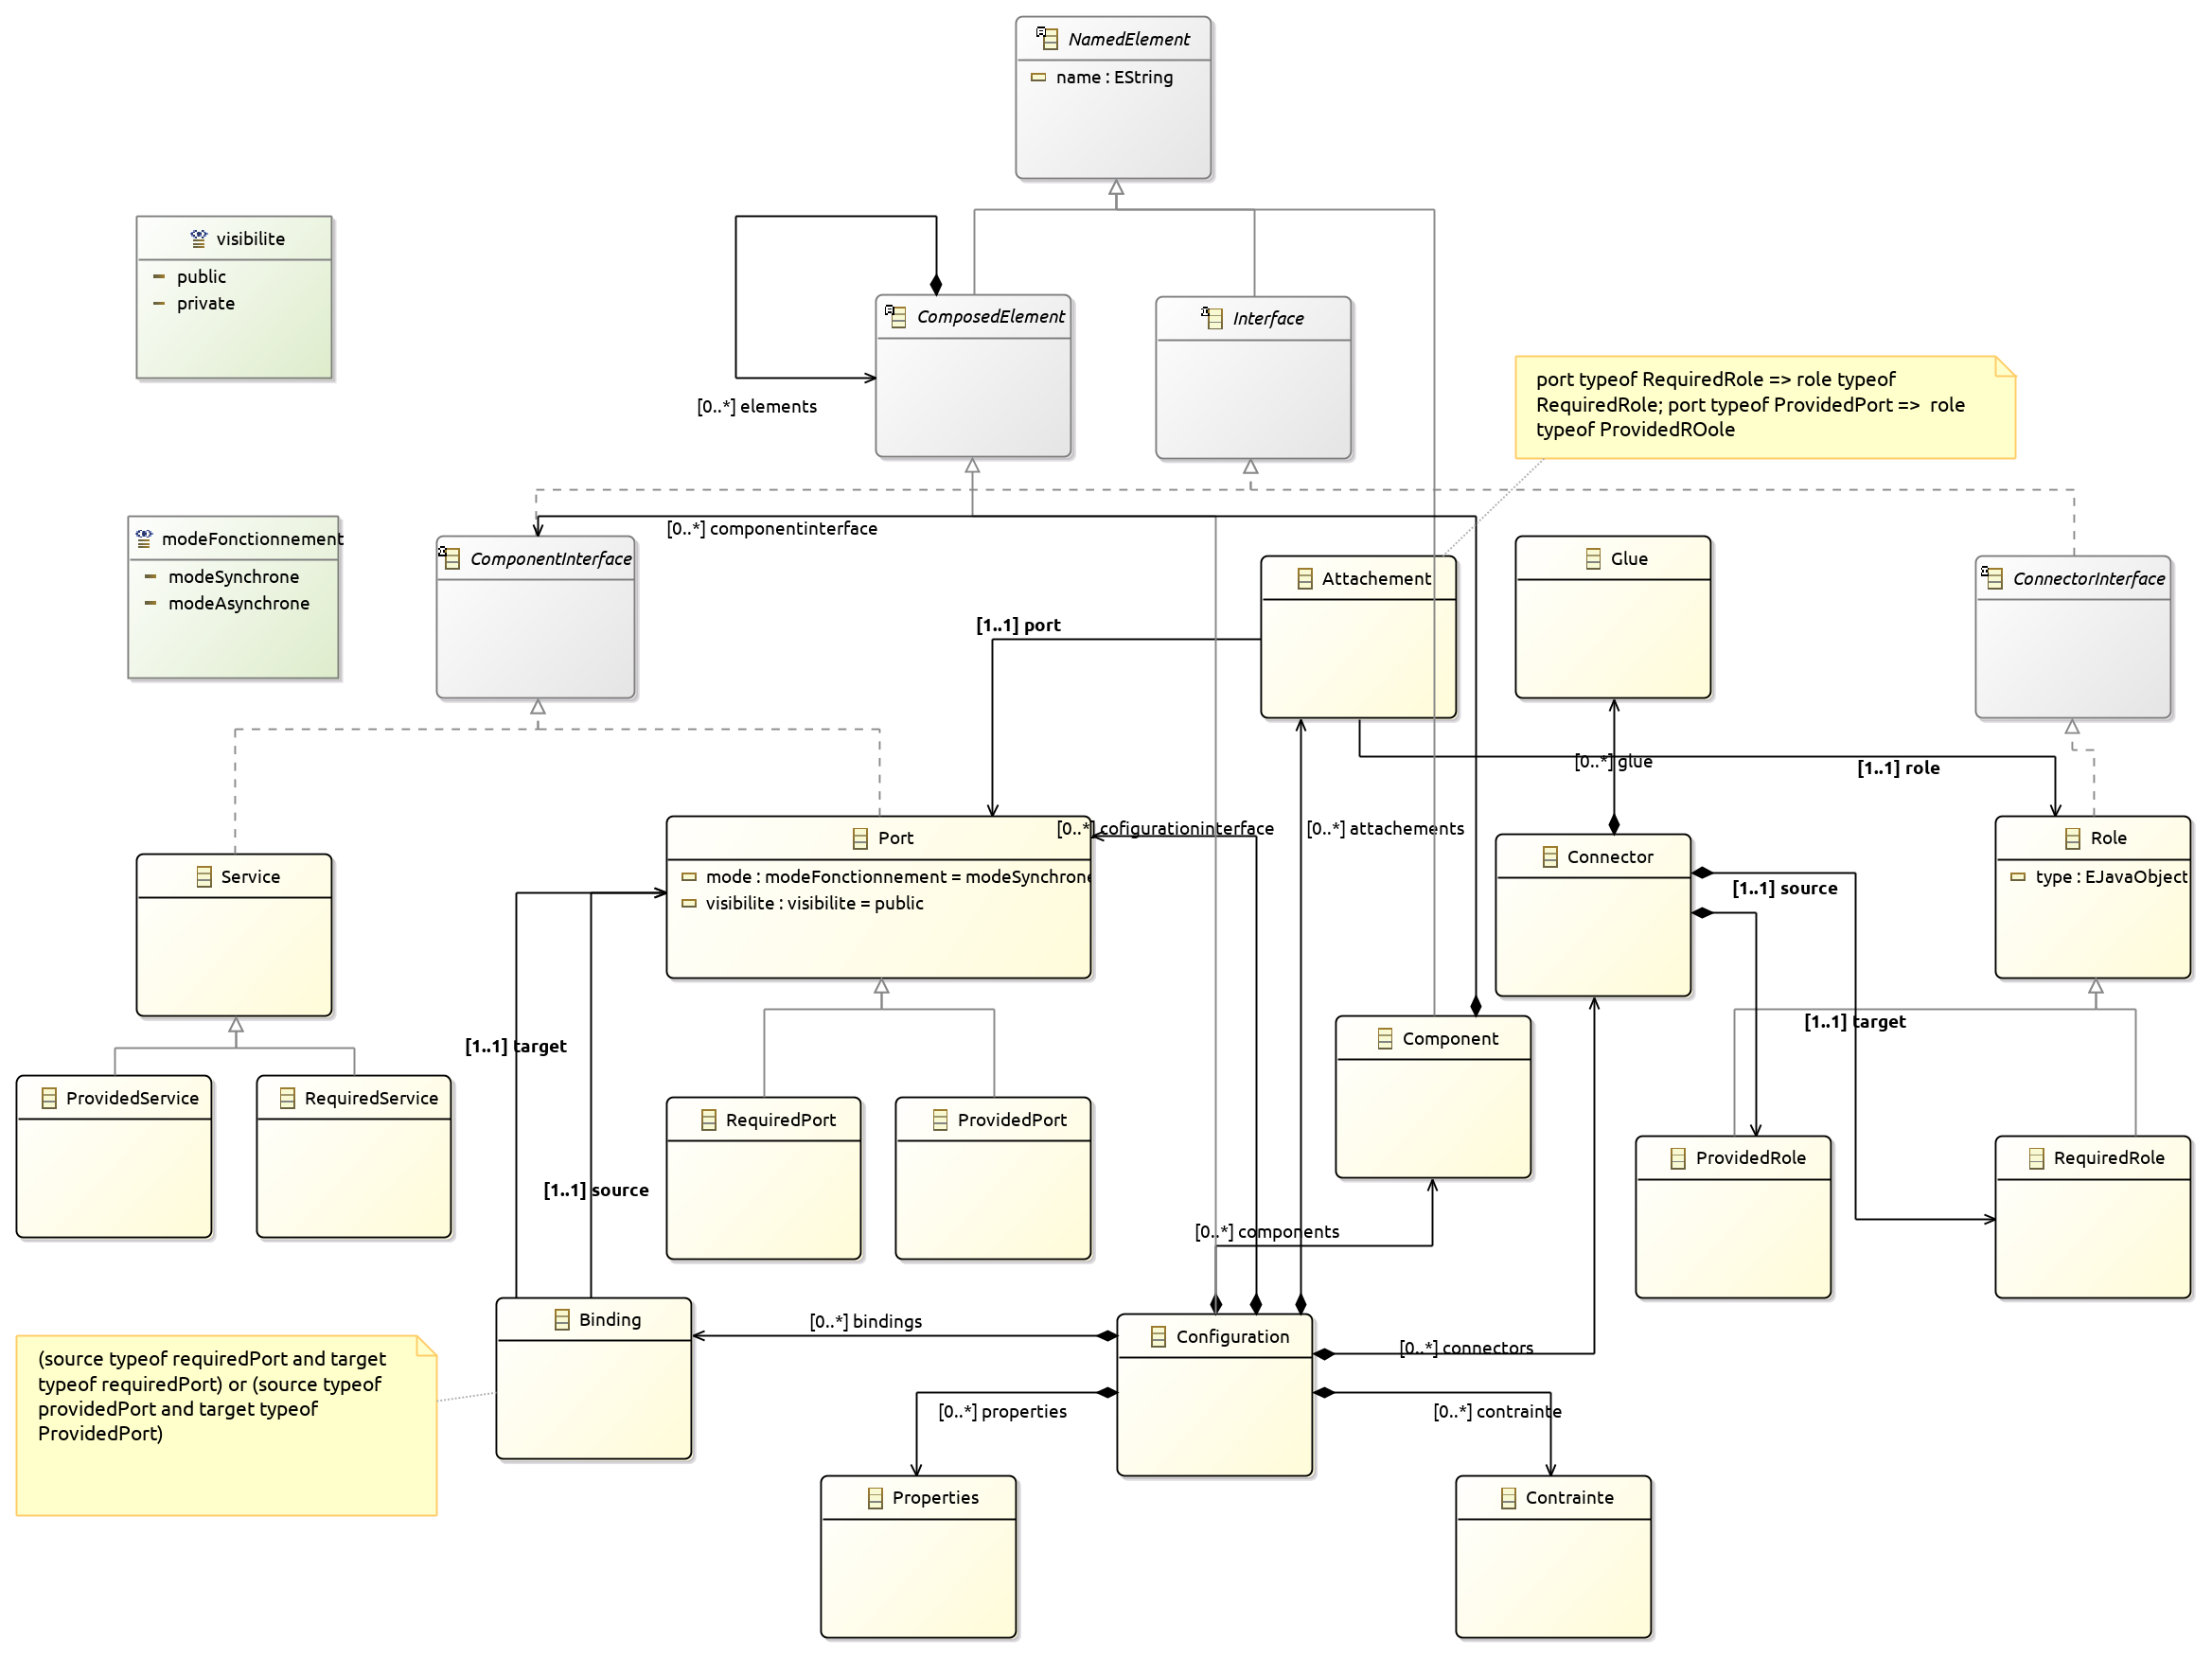 NamedElement
name : EString
visibilite
public
private
ComposedElement
Interface
[0..*] elements
port typeof RequiredRole => role typeof
RequiredRole; port typeof ProvidedPort =>  role
typeof ProvidedROole
modeFonctionnement
modeSynchrone
modeAsynchrone
[0..*] componentinterface
ComponentInterface
Attachement
Glue
ConnectorInterface
[1..1] port
[0..*] glue
[1..1] role
Service
Port
mode : modeFonctionnement = modeSynchrone
visibilite : visibilite = public
[0..*] cofigurationinterface
[0..*] attachements
Connector
[1..1] source
Role
type : EJavaObject
[1..1] target
[1..1] target
Component
ProvidedService
RequiredService
RequiredPort
ProvidedPort
ProvidedRole
RequiredRole
[1..1] source
[0..*] components
Binding
[0..*] bindings
Configuration
[0..*] connectors
(source typeof requiredPort and target
typeof requiredPort) or (source typeof
providedPort and target typeof
ProvidedPort)
[0..*] properties
[0..*] contrainte
Properties
Contrainte